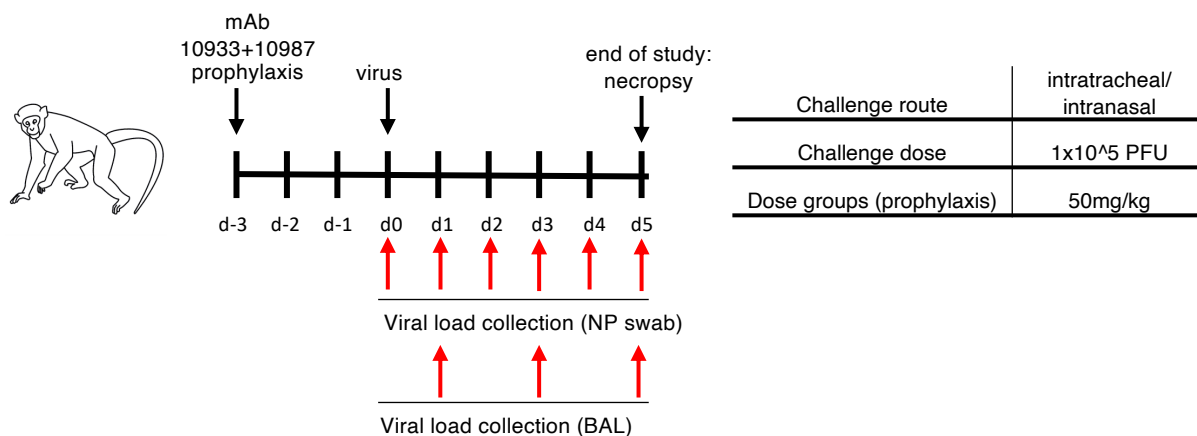 mAb
10933+10987
prophylaxis
virus
end of study:
necropsy
d-3 d-2 d-1 d0 d1 d2 d3 d4 d5
Viral load collection (NP swab)
Viral load collection (BAL)
Challenge route
intratracheal/
intranasal
Challenge dose 1x10^5 PFU
Dose groups (prophylaxis) 50mg/kg